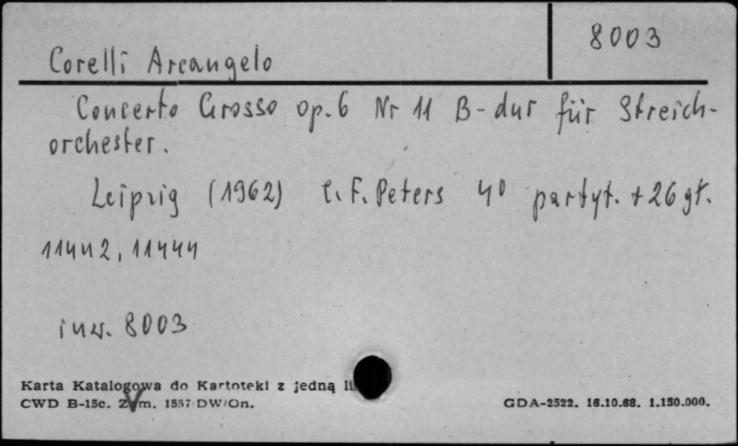 8003
Corelli Arcangelo
Concerto Grosso op.6 Nr 11 B-dur für Streich-
orchester.
Leipzig (1962) C.F. Peters 4° partyt. + 26 gł.
11442, 11444
inw. 8003
Karta Katalogowa do Kartoteki z jedną
CWD B-15c. Zam. 1557 DW/On.
GDA-2522. 16.10.68. 1.150.000.